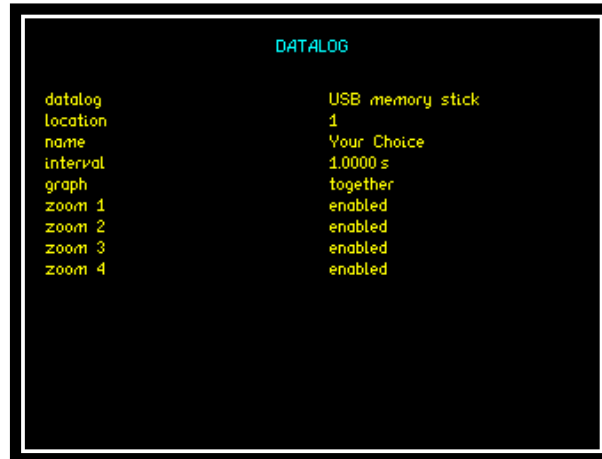 DATALOG
datalog USB memory stick
location 1
name Your Choice
interval 1.0000 s
graph together
zoom 1 enabled
zoom 2 enabled
zoom 3 enabled
zoom 4 enabled